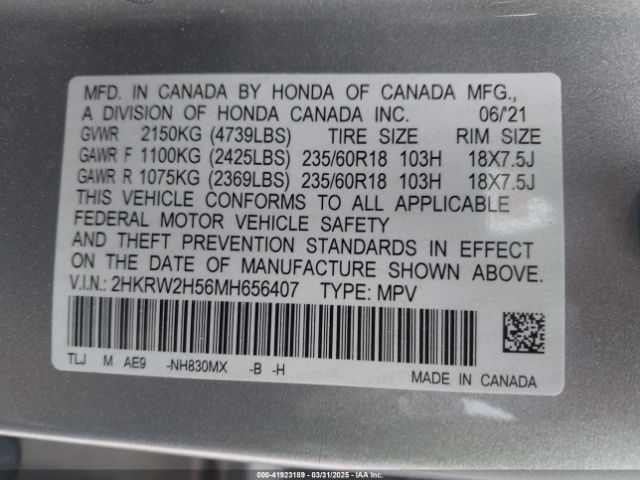 MFD. IN CANADA BY HONDA OF CANADA MFG.,
A DIVISION OF HONDA CANADA INC. 06/'21
GVWR 2150KG (4739LBS) TIRE SIZE RIM SIZE
GAWR F 1100KG (2425LBS) 235/60R18 103H 18X7.5J
GAWR R 1075KG (2369LBS) 235/60R18 103H 18X7.5J
THIS VEHICLE CONFORMS TO ALL APPLICABLE
FEDERAL MOTOR VEHICLE SAFETY
AND THEFT PREVENTION STANDARDS IN EFFECT
ON THE DATE OF MANUFACTURE SHOWN ABOVE.
V.I.N.: 2HKRW2H56MH656407 TYPE: MPV
TLJ M AE9 -NH830MX -B -H
MADE IN CANADA
000-41923189 - 03/31/2025 - IAAI.COM